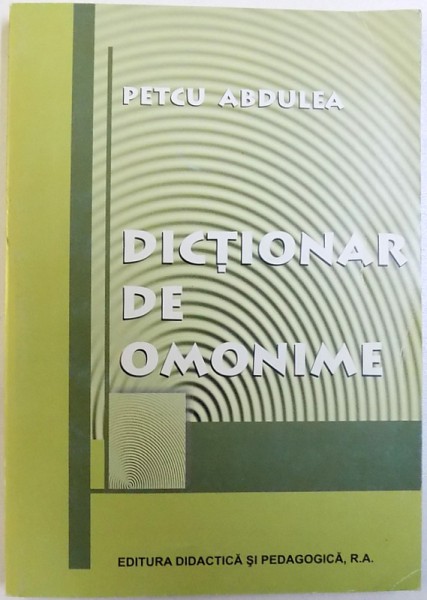 PETCU ABDULEA
DICȚIONAR
DE
OMONIME
EDITURA DIDACTICĂ ȘI PEDAGOGICĂ, R.A.